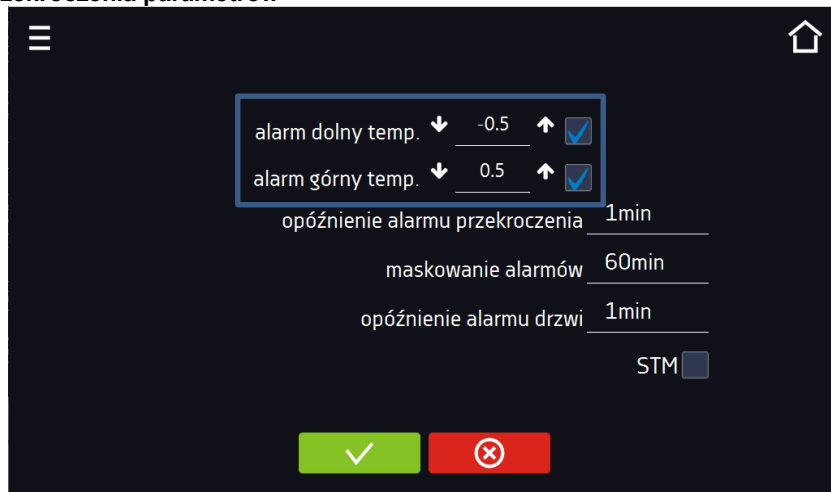 alarm dolny temp. -0.5
alarm górny temp. 0.5
opóźnienie alarmu przekroczenia 1min
maskowanie alarmów 60min
opóźnienie alarmu drzwi 1min
STM